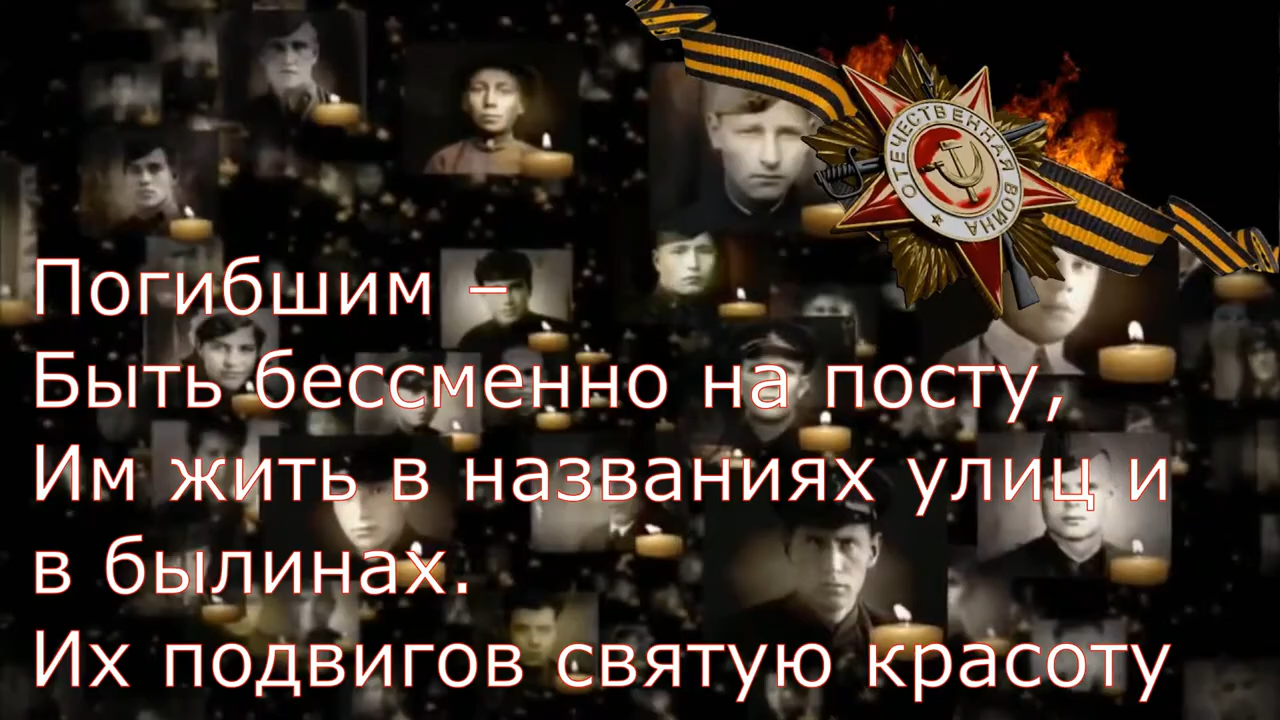 ОТЕЧЕСТВЕННАЯ ВОЙНА
Погибшим –
Быть бессменно на посту,
Им жить в названиях улиц и
в былинах.
Их подвигов святую красоту